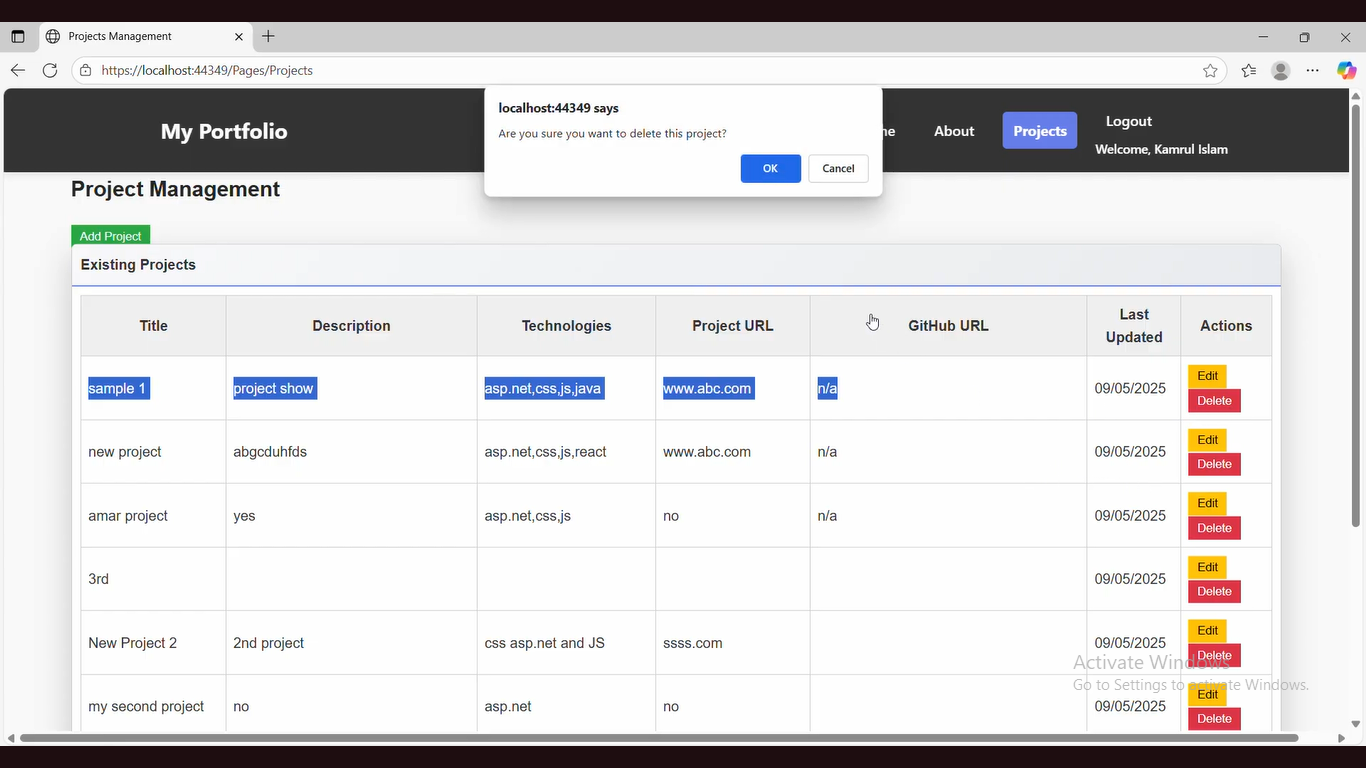 Projects Management
https://localhost:44349/Pages/Projects
localhost:44349 says
Are you sure you want to delete this project?
OK
Cancel
My Portfolio
About
Projects
Logout
Welcome, Kamrul Islam
Project Management
Add Project
Existing Projects
Title Description Technologies Project URL GitHub URL Last Updated Actions
sample 1 project show asp.net,css,js,java www.abc.com n/a 09/05/2025 Edit
Delete
new project abgcduhfds asp.net,css,js,react www.abc.com n/a 09/05/2025 Edit
Delete
amar project yes asp.net,css,js no n/a 09/05/2025 Edit
Delete
3rd 09/05/2025 Edit
Delete
New Project 2 2nd project css asp.net and JS ssss.com 09/05/2025 Edit
Delete
my second project no asp.net no 09/05/2025 Edit
Delete
Activate Windows
Go to Settings to activate Windows.